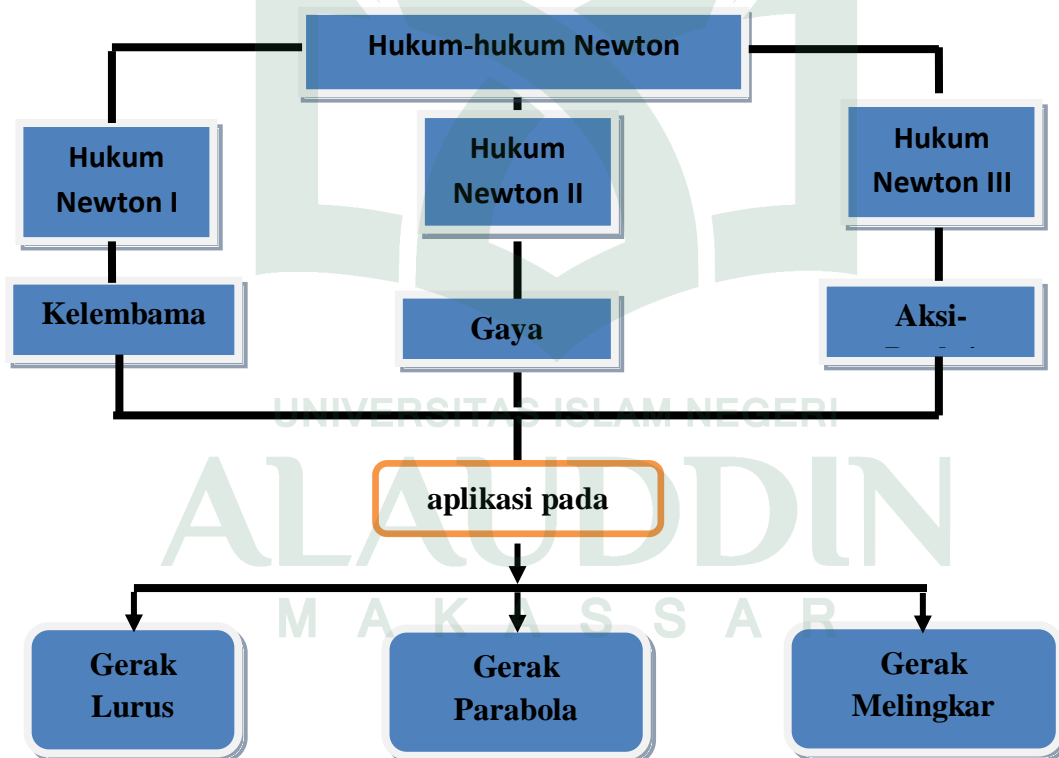 Hukum-hukum Newton
Hukum
Newton I
Hukum
Newton II
Hukum
Newton III
Kelembama
Gaya
Aksi-
UNIVERSITAS ISLAM NEGERI
ALAUDDIN
aplikasi pada
MAKASSAR
Gerak
Lurus
Gerak
Parabola
Gerak
Melingkar